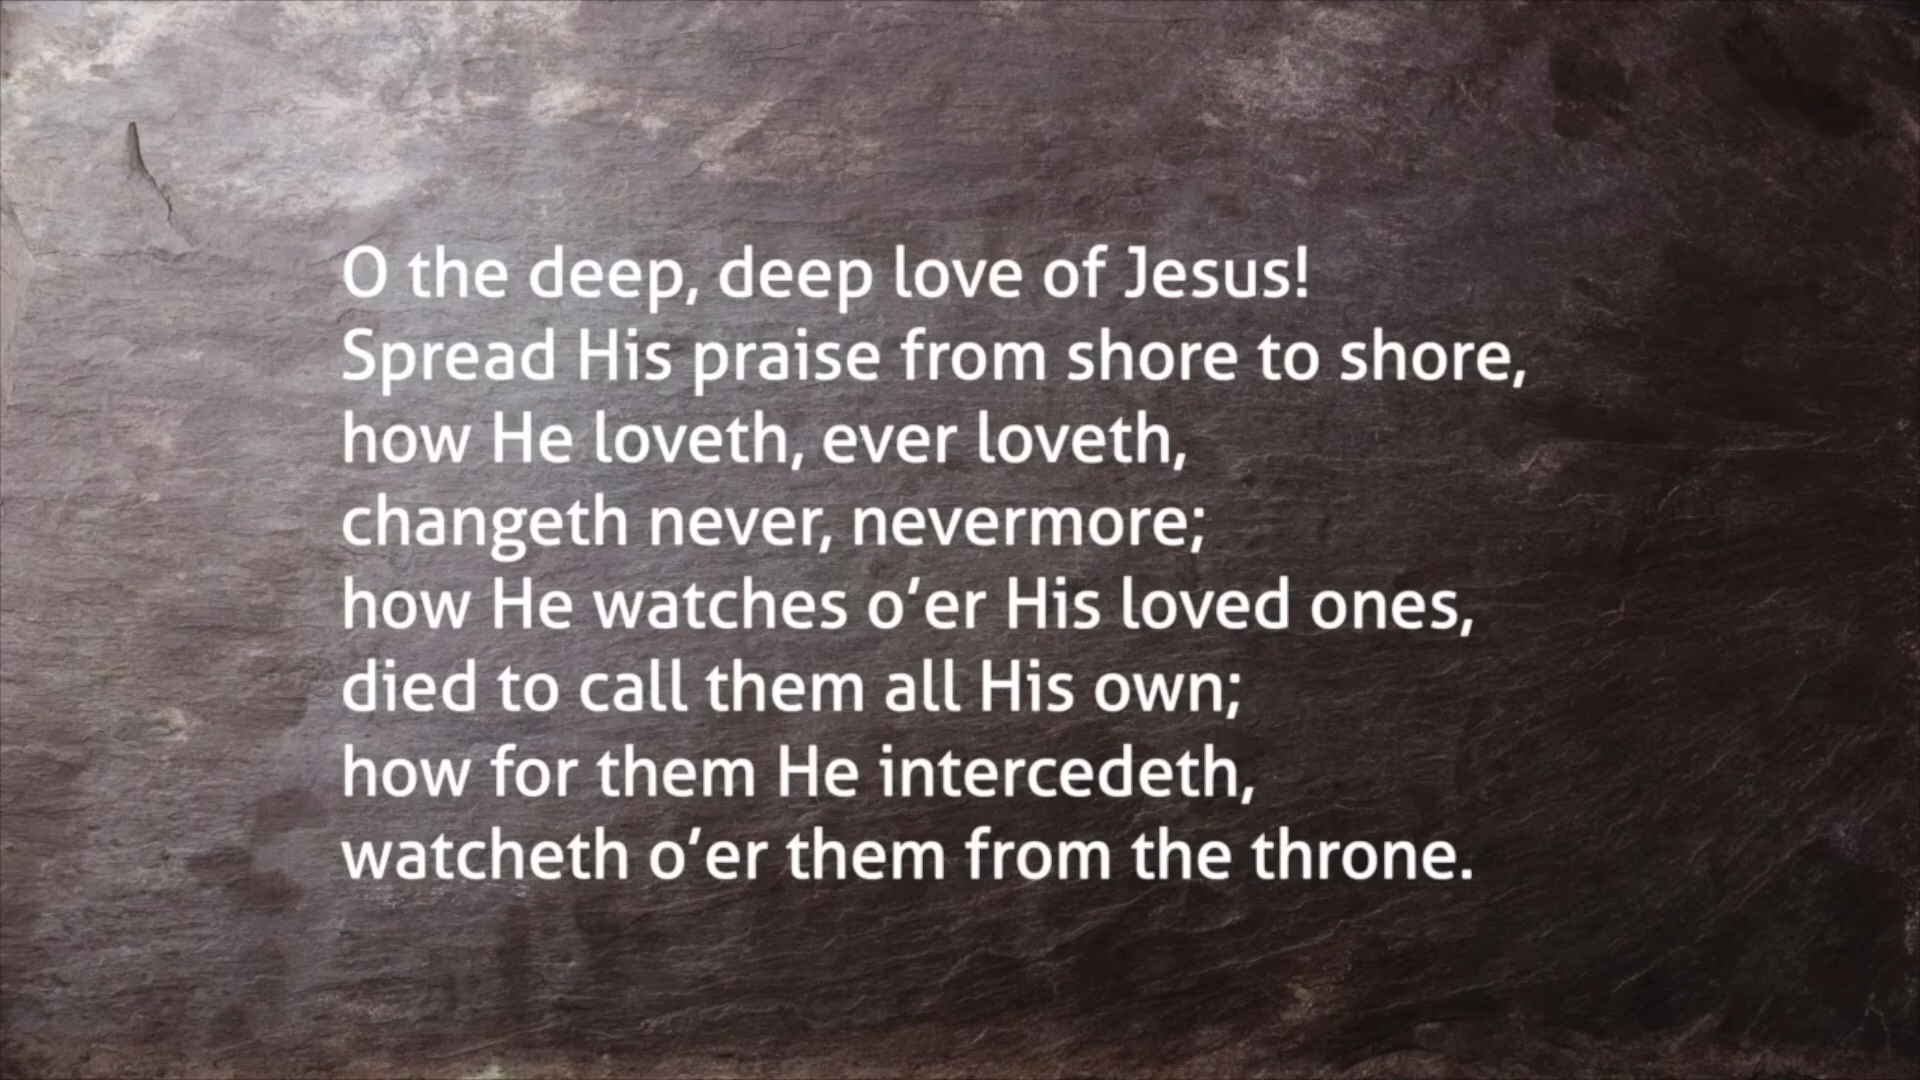 O the deep, deep love of Jesus!
Spread His praise from shore to shore,
how He loveth, ever loveth,
changeth never, nevermore;
how He watches o’er His loved ones,
died to call them all His own;
how for them He intercedeth,
watcheth o’er them from the throne.